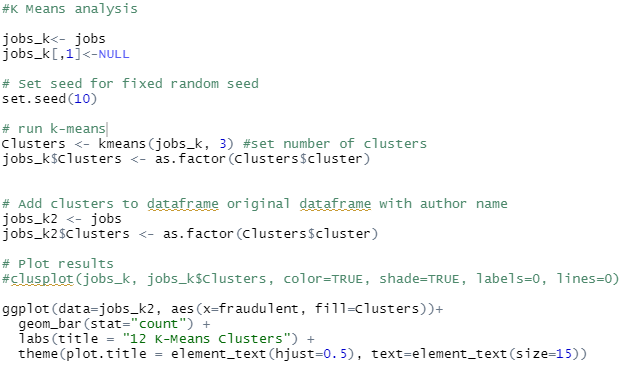 #K Means analysis
jobs_k<- jobs
jobs_k[,1]<-NULL
# Set seed for fixed random seed
set.seed(10)
# run k-means
Clusters <- kmeans(jobs_k, 3) #set number of clusters
jobs_k$Clusters <- as.factor(Clusters$cluster)
# Add clusters to dataframe original dataframe with author name
jobs_k2 <- jobs
jobs_k2$Clusters <- as.factor(Clusters$cluster)
# Plot results
#clusplot(jobs_k, jobs_k$Clusters, color=TRUE, shade=TRUE, labels=0, lines=0)
ggplot(data=jobs_k2, aes(x=fraudulent, fill=Clusters))+
  geom_bar(stat="count") +
  labs(title = "12 K-Means Clusters") +
  theme(plot.title = element_text(hjust=0.5), text=element_text(size=15))